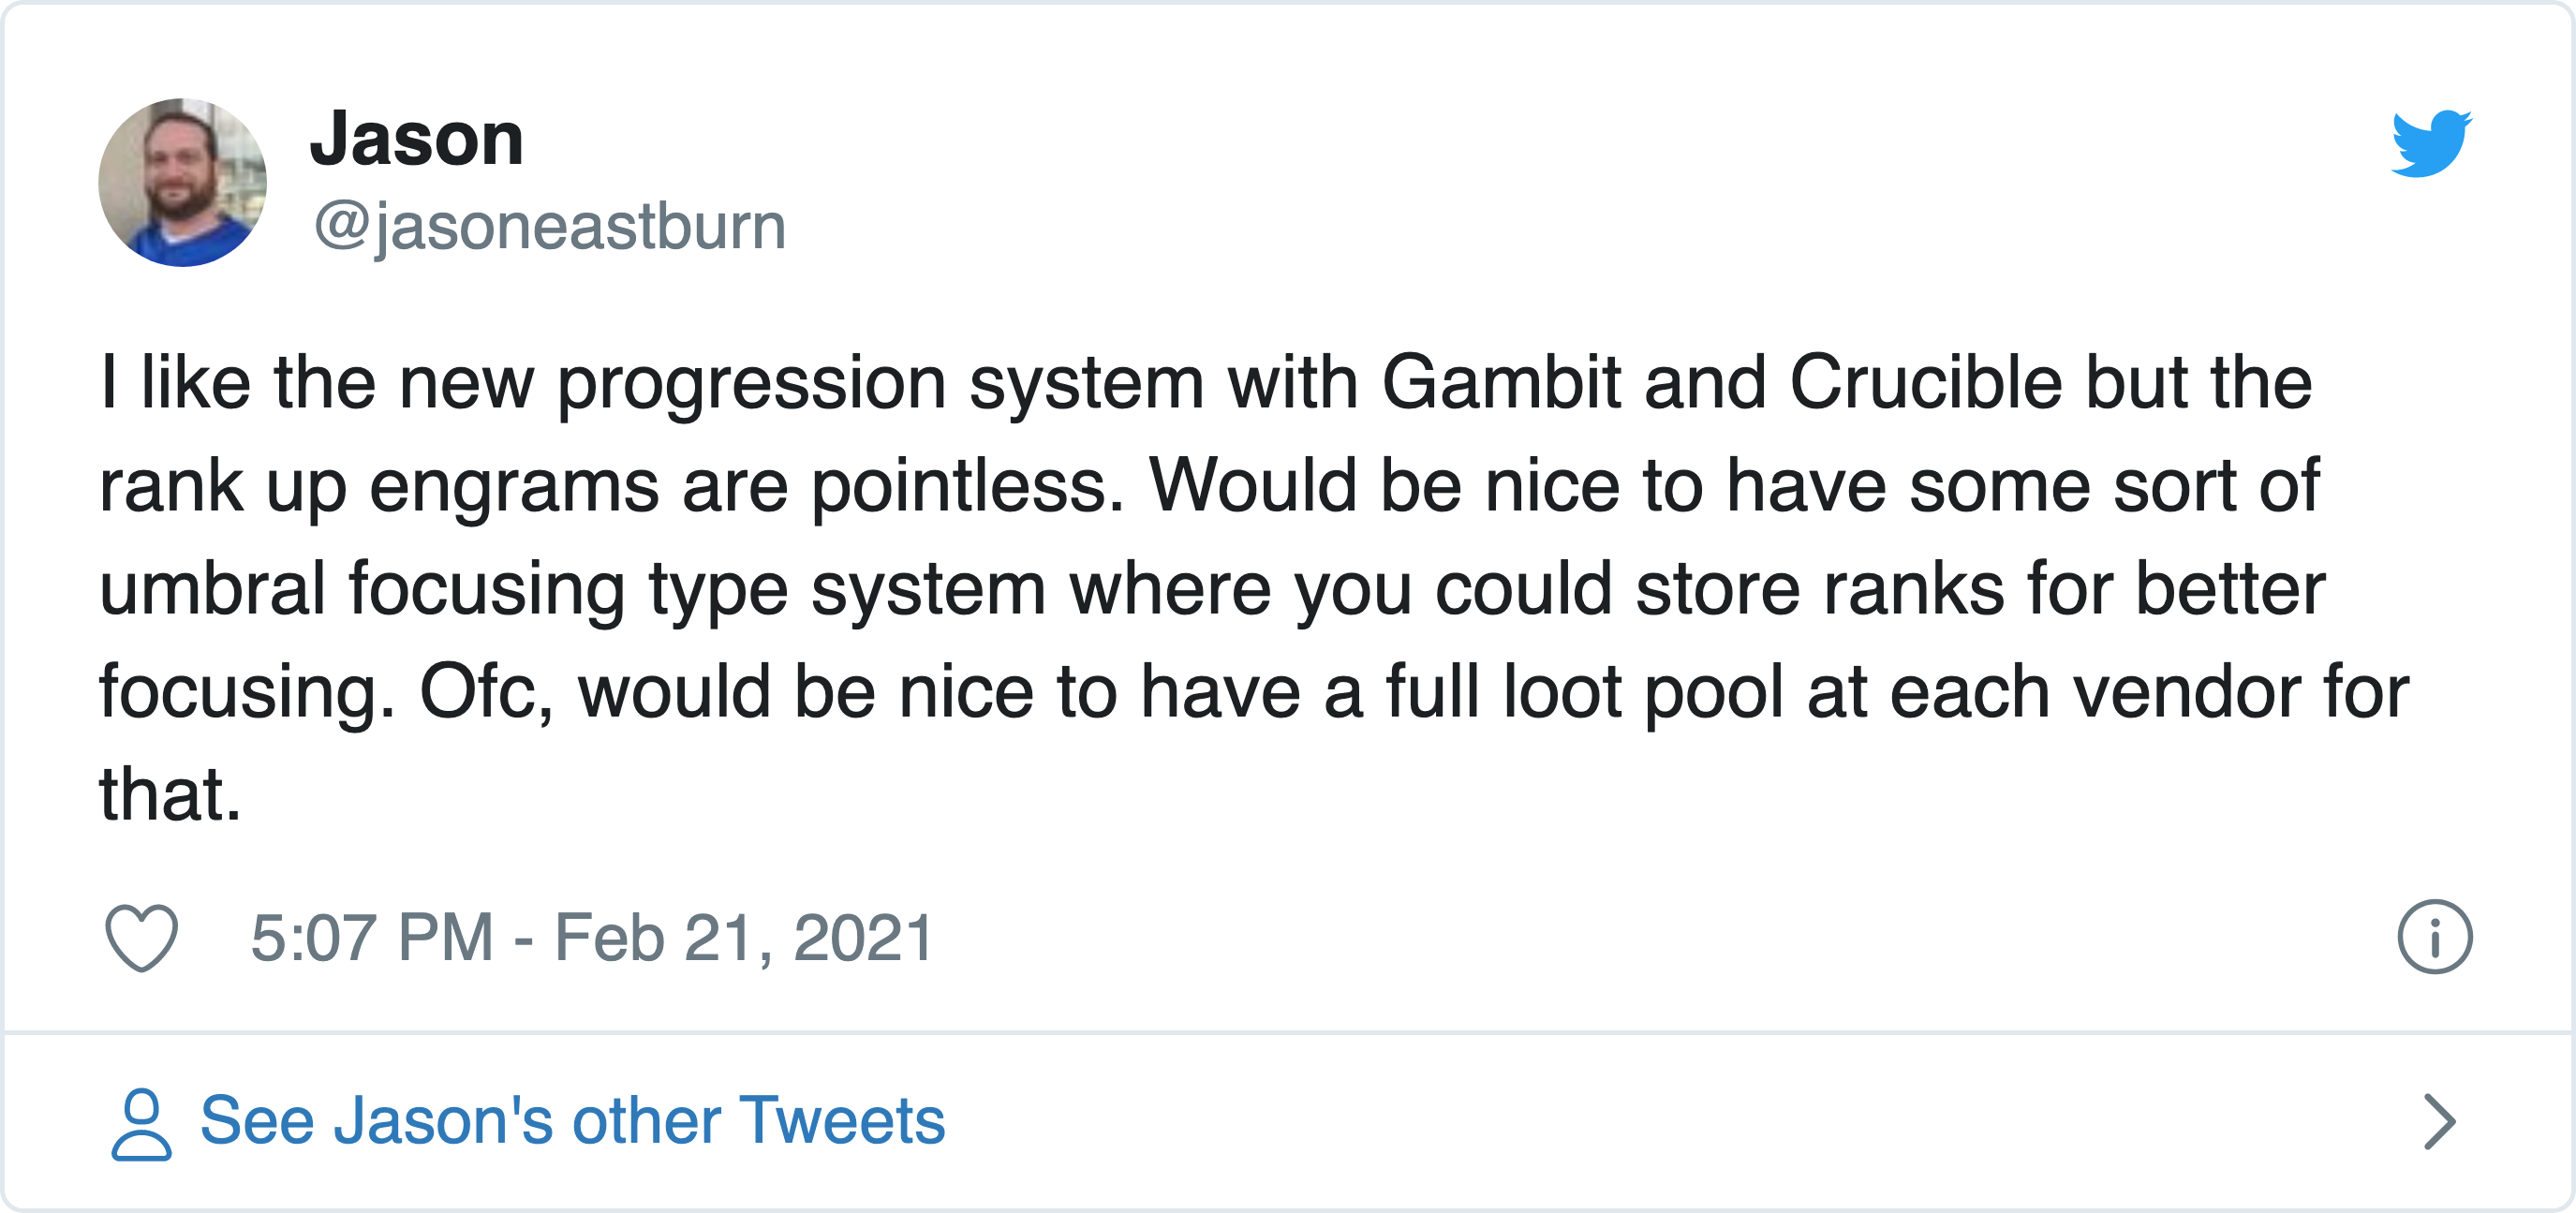 Jason
@jasoneastburn
I like the new progression system with Gambit and Crucible but the
rank up engrams are pointless. Would be nice to have some sort of
umbral focusing type system where you could store ranks for better
focusing. Ofc, would be nice to have a full loot pool at each vendor for
that.
5:07 PM - Feb 21, 2021
See Jason's other Tweets